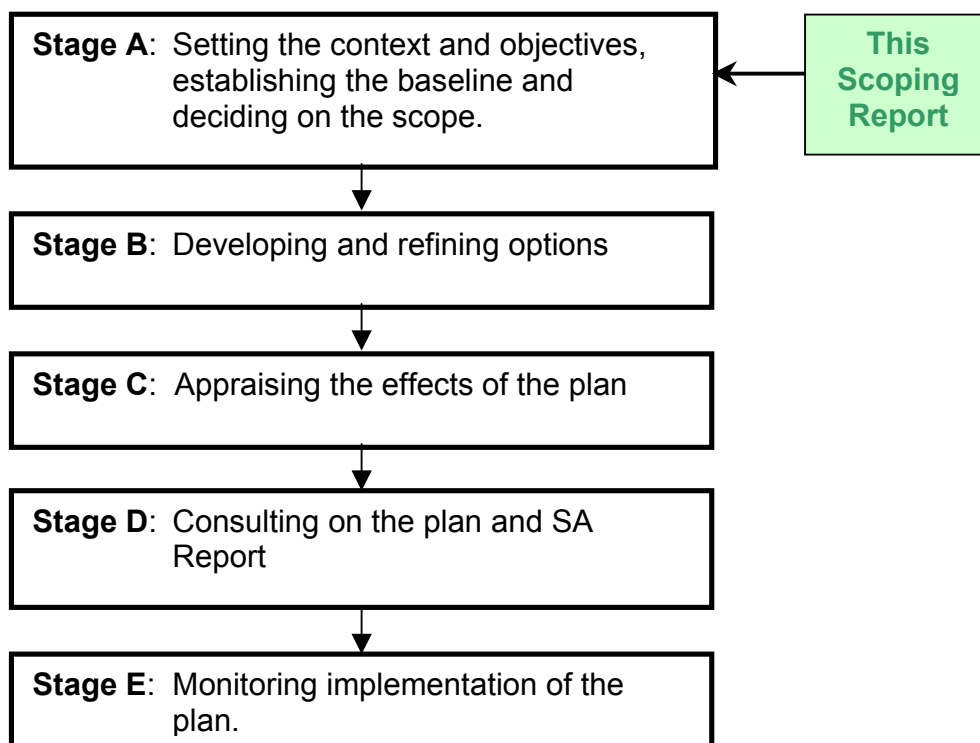 Stage A: Setting the context and objectives,
establishing the baseline and
deciding on the scope.
This
Scoping
Report
Stage B: Developing and refining options
Stage C: Appraising the effects of the plan
Stage D: Consulting on the plan and SA
Report
Stage E: Monitoring implementation of the
plan.